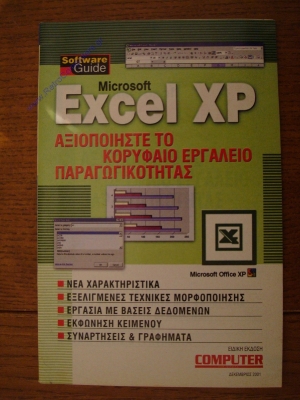 Software
Guide
Microsoft
Excel XP
ΑΞΙΟΠΟΙΗΣΤΕ ΤΟ
ΚΟΡΥΦΑΙΟ ΕΡΓΑΛΕΙΟ
ΠΑΡΑΓΩΓΙΚΟΤΗΤΑΣ
Microsoft Office XP
ΝΕΑ ΧΑΡΑΚΤΗΡΙΣΤΙΚΑ
ΕΞΕΛΙΓΜΕΝΕΣ ΤΕΧΝΙΚΕΣ ΜΟΡΦΟΠΟΙΗΣΗΣ
ΕΡΓΑΣΙΑ ΜΕ ΒΑΣΕΙΣ ΔΕΔΟΜΕΝΩΝ
ΕΚΦΩΝΗΣΗ ΚΕΙΜΕΝΟΥ
ΣΥΝΑΡΤΗΣΕΙΣ & ΓΡΑΦΗΜΑΤΑ
ΕΙΔΙΚΗ ΕΚΔΟΣΗ
COMPUTER